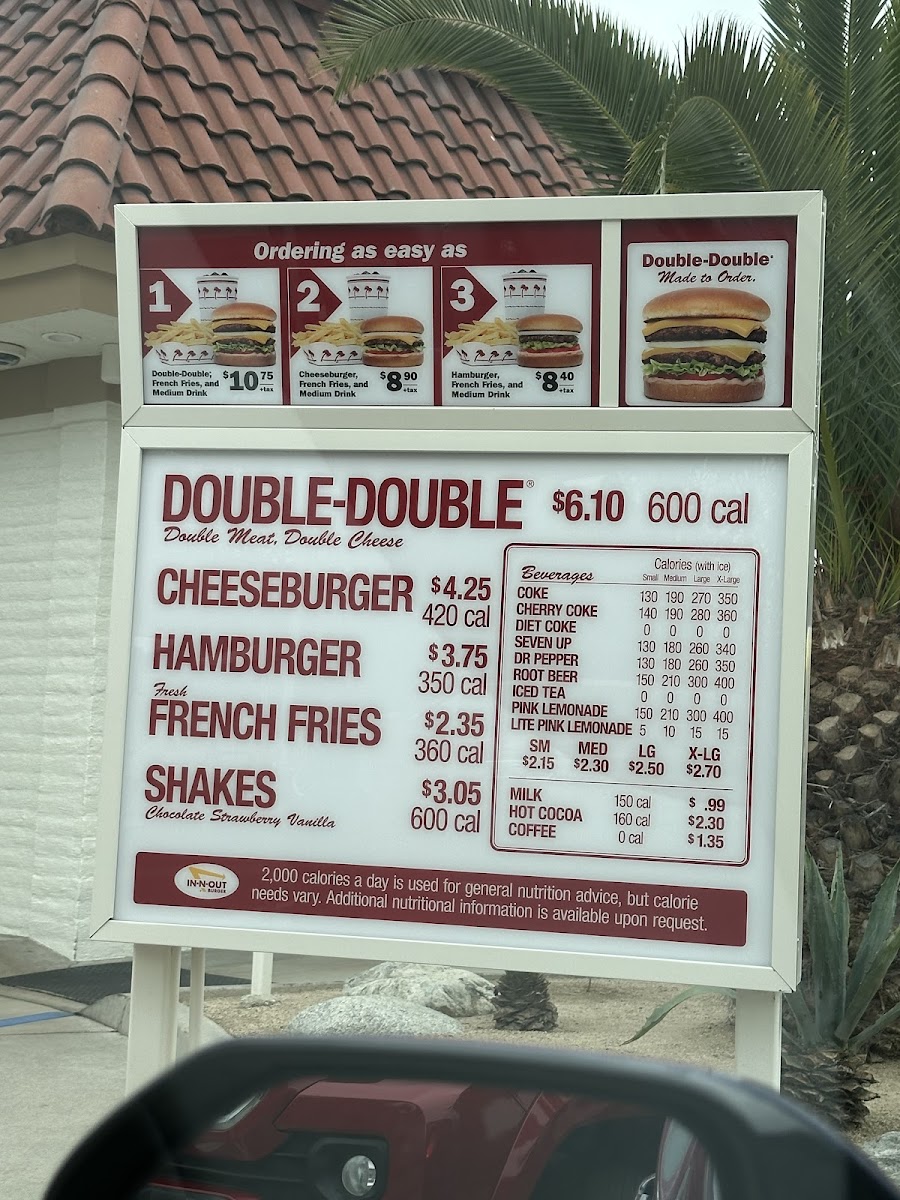 Ordering as easy as
1
Double-Double,
French Fries, and
Medium Drink
$10 75
+tax
2
Cheeseburger,
French Fries, and
Medium Drink
$8 90
+tax
3
Hamburger,
French Fries, and
Medium Drink
$8 40
+tax
Double-Double®
Made to Order.
DOUBLE-DOUBLE® $6.10 600 cal
Double Meat, Double Cheese
CHEESEBURGER $4.25
420 cal
HAMBURGER $3.75
350 cal
Fresh
FRENCH FRIES $2.35
360 cal
SHAKES $3.05
Chocolate Strawberry Vanilla 600 cal
Beverages Calories (with ice)
Small Medium Large X-Large
COKE 130 190 270 350
CHERRY COKE 140 190 280 360
DIET COKE 0 0 0 0
SEVEN UP 130 180 260 340
DR PEPPER 130 180 260 350
ROOT BEER 150 210 300 400
ICED TEA 0 0 0 0
PINK LEMONADE 150 210 300 400
LITE PINK LEMONADE 5 10 15 15
SM MED LG X-LG
$2.15 $2.30 $2.50 $2.70
MILK 150 cal $ .99
HOT COCOA 160 cal $2.30
COFFEE 0 cal $1.35
IN-N-OUT
BURGER
2,000 calories a day is used for general nutrition advice, but calorie
needs vary. Additional nutritional information is available upon request.